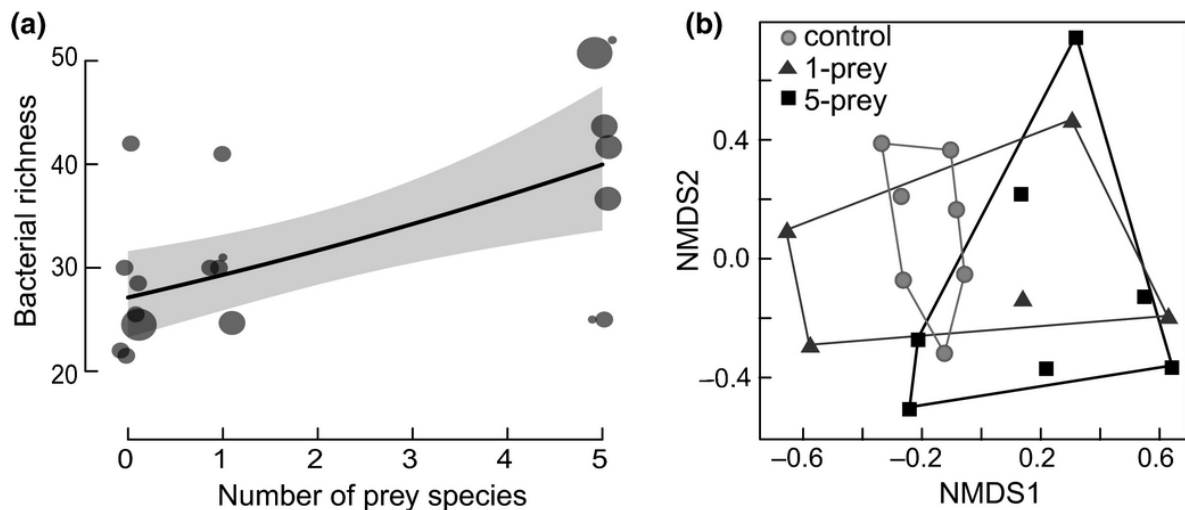 (a)
Bacterial richness
50
40
30
20
0 1 2 3 4 5
Number of prey species
(b)
control
1-prey
5-prey
NMDS2
0.4
0.0
–0.4
–0.6 –0.2 0.2 0.6
NMDS1